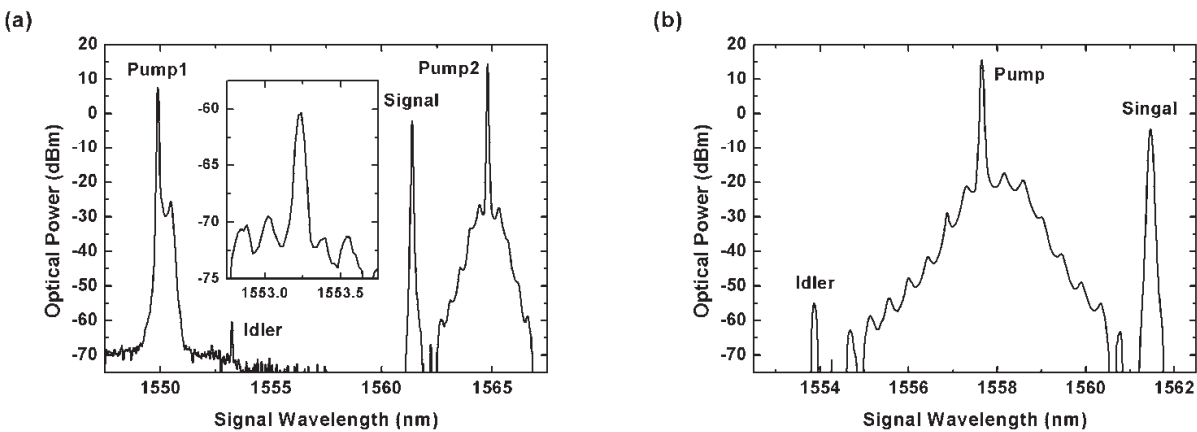 (a)
20
10
0
-10
-20
-30
-40
-50
-60
-70
Optical Power (dBm)
Pump1
Pump2
Signal
Idler
-60
-65
-70
-75
1553.0 1553.5
1550 1555 1560 1565
Signal Wavelength (nm)
(b)
20
10
0
-10
-20
-30
-40
-50
-60
-70
Optical Power (dBm)
Pump
Singal
Idler
1554 1556 1558 1560 1562
Signal Wavelength (nm)